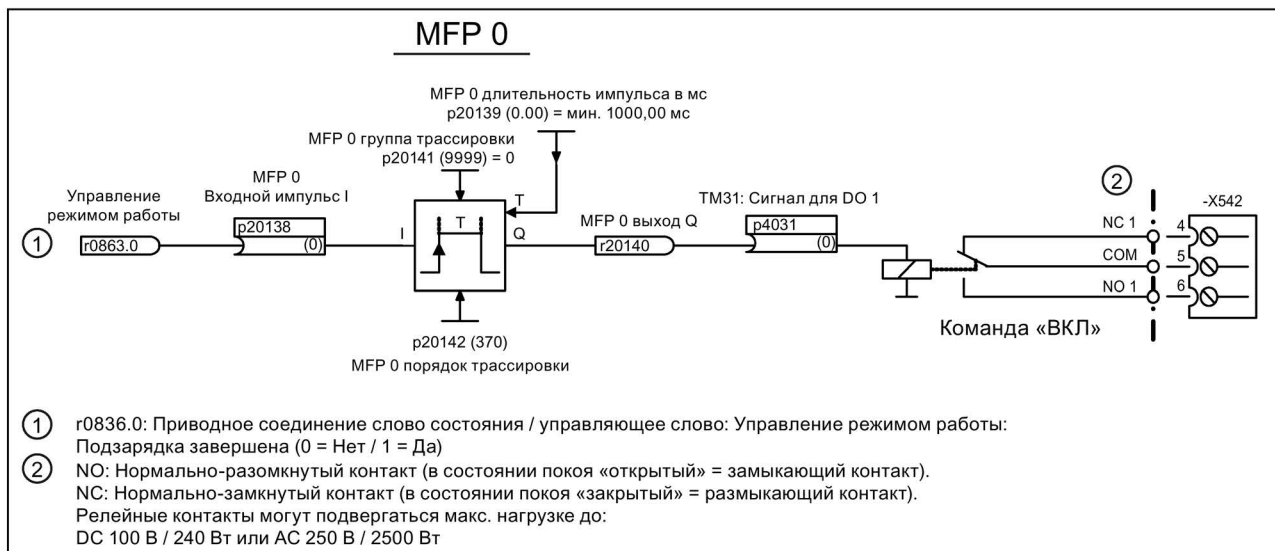 MFP 0
MFP 0 длительность импульса в мс
p20139 (0.00) = мин. 1000,00 мс
MFP 0 группа трассировки
p20141 (9999) = 0
Управление
режимом работы
MFP 0
Входной импульс I
1
r0863.0
p20138
(0)
I
T
T
Q
MFP 0 выход Q
r20140
TM31: Сигнал для DO 1
p4031
(0)
2
-X542
NC 1
4
COM
5
NO 1
6
Команда «ВКЛ»
p20142 (370)
MFP 0 порядок трассировки
1 r0836.0: Приводное соединение слово состояния / управляющее слово: Управление режимом работы:
Подзарядка завершена (0 = Нет / 1 = Да)
2 NO: Нормально-разомкнутый контакт (в состоянии покоя «открытый» = замыкающий контакт).
NC: Нормально-замкнутый контакт (в состоянии покоя «закрытый» = размыкающий контакт).
Релейные контакты могут подвергаться макс. нагрузке до:
DC 100 В / 240 Вт или AC 250 В / 2500 Вт